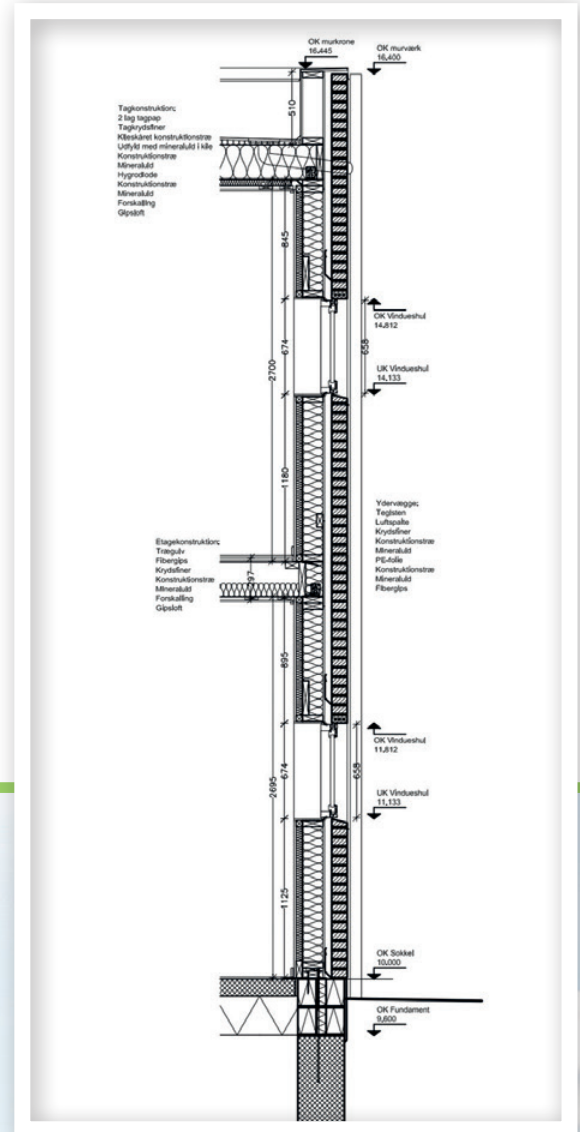 OK murkrone
16.445
OK murværk
16,400
510
Tagkonstruktion;
2 lag tagpap
Tagkrydsfiner
Kileskåret konstruktionstræ
Udfyld med mineraluld i kile
Konstruktionstræ
Mineraluld
Hygrodiode
Konstruktionstræ
Mineraluld
Forskalling
Gipsloft
845
OK Vindueshul
14.812
674
658
2700
UK Vindueshul
14,133
1180
Ydervægge;
Teglsten
Luftspalte
Krydsfiner
Konstruktionstræ
Mineraluld
PE-folie
Konstruktionstræ
Mineraluld
Fibergips
Etagekonstruktion;
Trægulv
Fibergips
Krydsfiner
Konstruktionstræ
Mineraluld
Forskalling
Gipsloft
297
895
OK Vindueshul
11,812
674
658
2695
UK Vindueshul
11,133
1125
OK Sokkel
10.000
OK Fundament
9,600